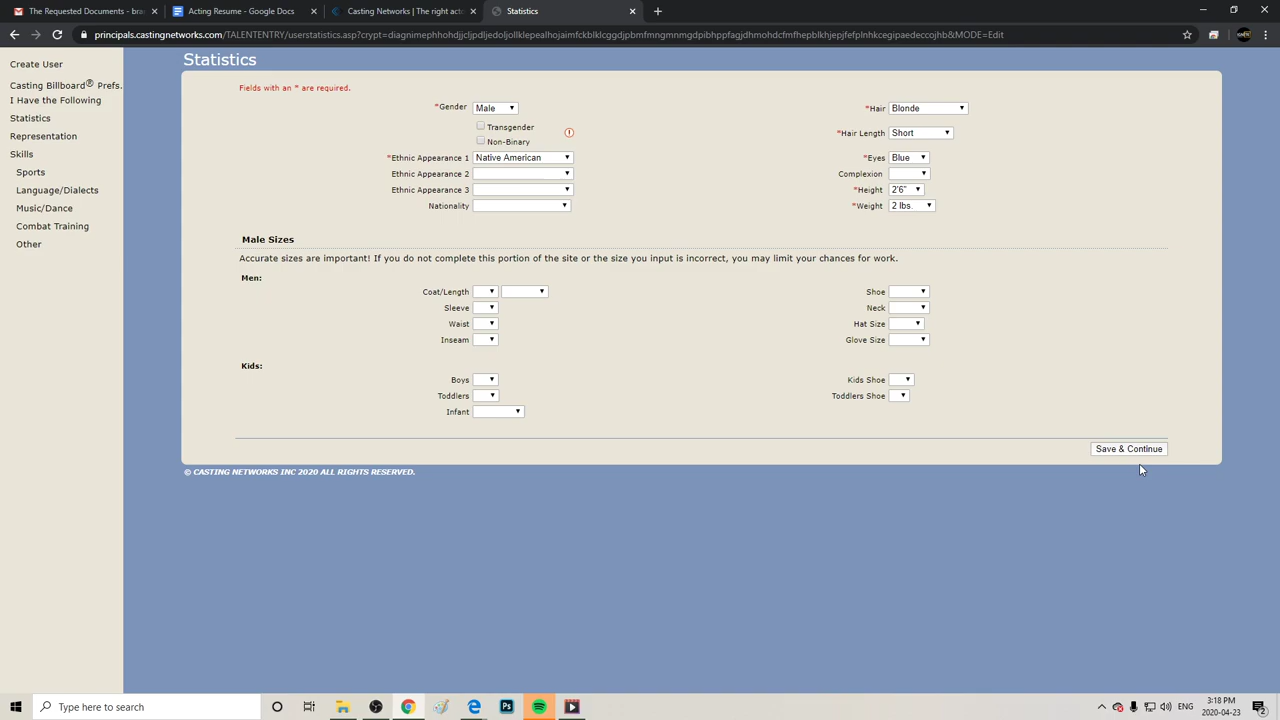 The Requested Documents - bra
Acting Resume - Google Docs
Casting Networks | The right acto
Statistics
principals.castingnetworks.com/TALENTENTRY/userstatistics.asp?crypt=diagnimephhohdjjcljpdljedoljollklepealhojaimfckblklcggdjpbmfmngmnmgdpibhppfagjdhmohdcfmfhepblkhjepjfefplnhkcegipaedeccojhb&MODE=Edit
Create User
Casting Billboard® Prefs.
I Have the Following
Statistics
Representation
Skills
Sports
Language/Dialects
Music/Dance
Combat Training
Other
Statistics
Fields with an * are required.
*Gender Male
Transgender
Non-Binary
*Ethnic Appearance 1 Native American
Ethnic Appearance 2
Ethnic Appearance 3
Nationality
*Hair Blonde
*Hair Length Short
*Eyes Blue
Complexion
*Height 2'6"
*Weight 2 lbs.
Male Sizes
Accurate sizes are important! If you do not complete this portion of the site or the size you input is incorrect, you may limit your chances for work.
Men:
Coat/Length
Sleeve
Waist
Inseam
Shoe
Neck
Hat Size
Glove Size
Kids:
Boys
Toddlers
Infant
Kids Shoe
Toddlers Shoe
Save & Continue
© CASTING NETWORKS INC 2020 ALL RIGHTS RESERVED.
Type here to search
Ps
ENG
3:18 PM
2020-04-23
2